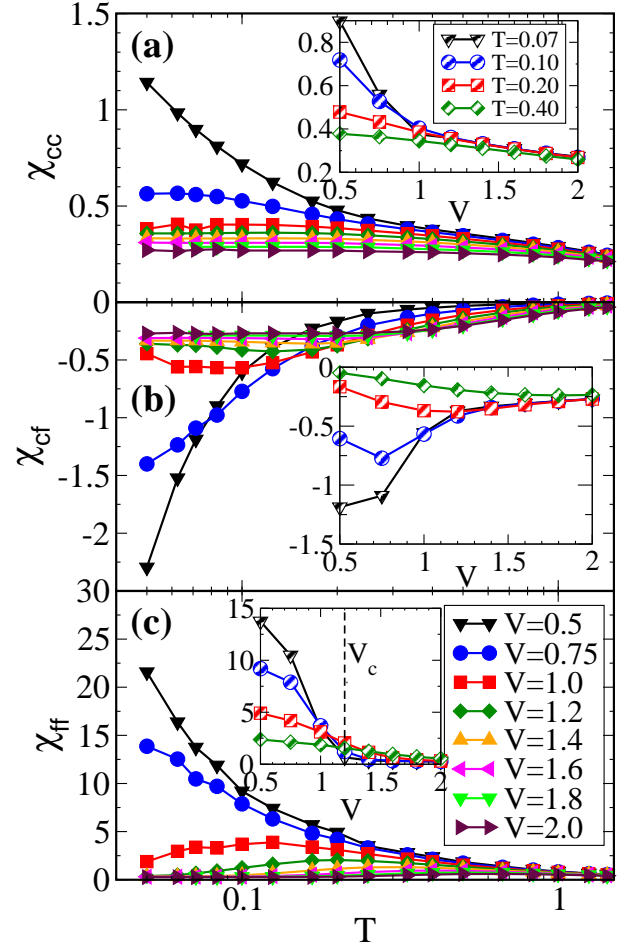 (a)
χcc
1.5
1
0.5
0
0.8
0.6
0.4
0.2
0.5
1
1.5
2
V
T=0.07
T=0.10
T=0.20
T=0.40
(b)
χcf
-0.5
-1
-1.5
-2
0
-0.5
-1
-1.5
0.5
1
1.5
2
V
(c)
χff
30
25
20
15
10
5
0
15
10
5
0
0.5
1
1.5
2
V
Vc
V=0.5
V=0.75
V=1.0
V=1.2
V=1.4
V=1.6
V=1.8
V=2.0
0.1
1
T